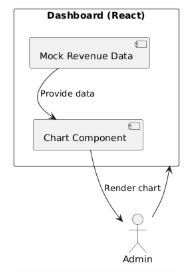 Dashboard (React)
Mock Revenue Data
Provide data
Chart Component
Render chart
Admin